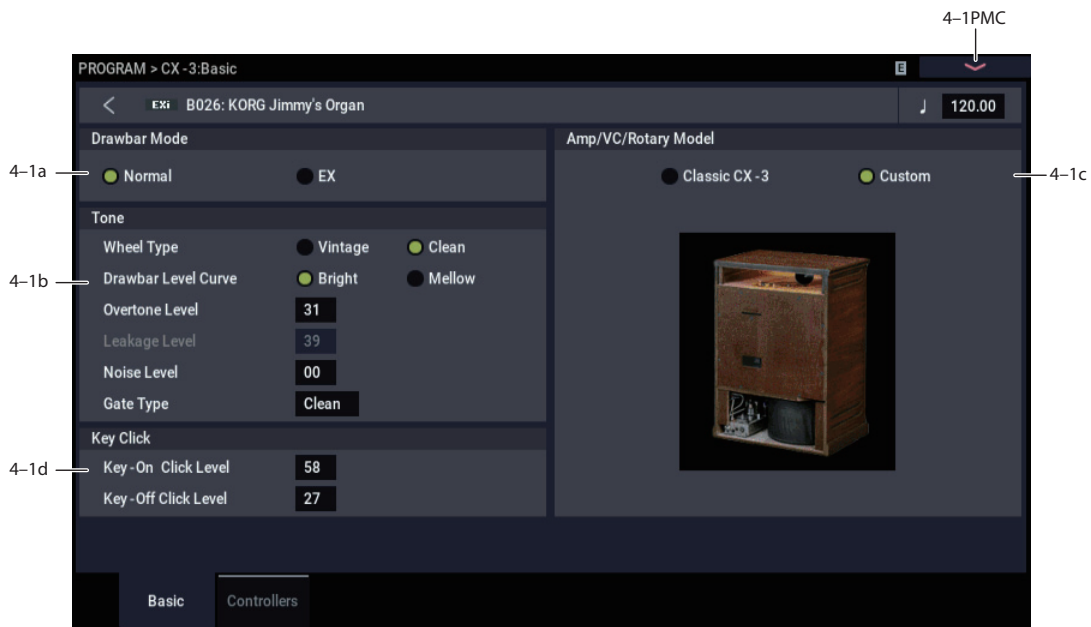 4–1PMC
PROGRAM > CX-3:Basic
E
EXi B026: KORG Jimmy's Organ
♩ 120.00
Drawbar Mode
4–1a
Normal
EX
Tone
Wheel Type
Vintage
Clean
4–1b
Drawbar Level Curve
Bright
Mellow
Overtone Level
31
Leakage Level
39
Noise Level
00
Gate Type
Clean
Key Click
4–1d
Key-On Click Level
58
Key-Off Click Level
27
Amp/VC/Rotary Model
Classic CX-3
Custom
4–1c
Basic
Controllers